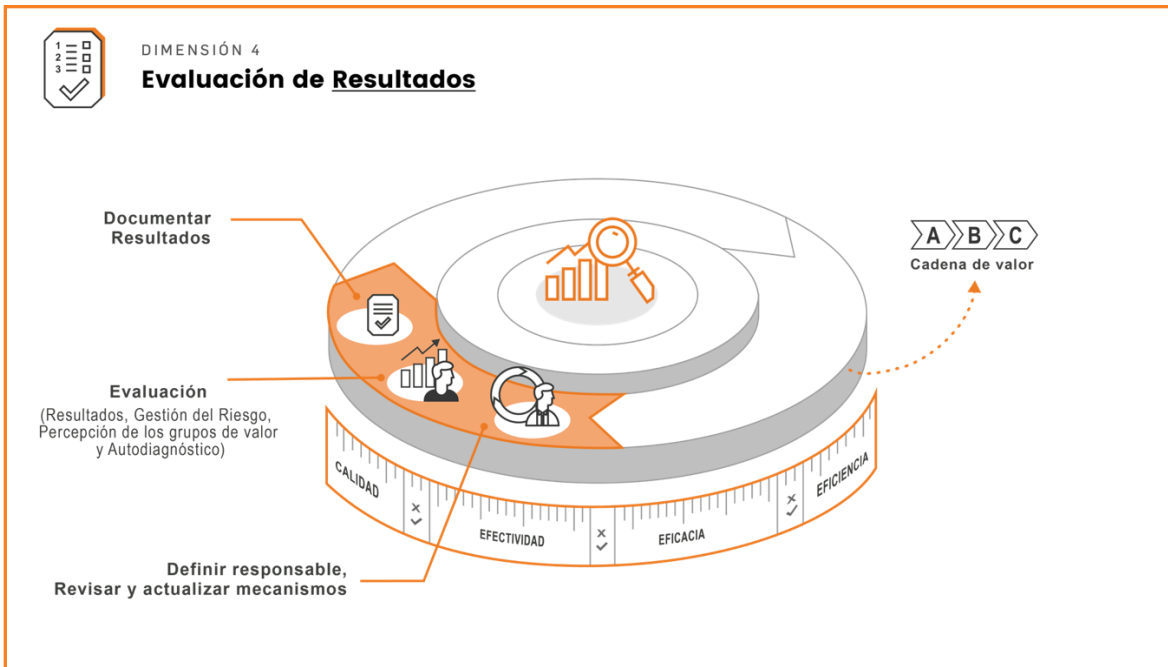 1
2
3
DIMENSIÓN 4
Evaluación de Resultados
Documentar
Resultados
A B C
Cadena de valor
Evaluación
(Resultados, Gestión del Riesgo,
Percepción de los grupos de valor
y Autodiagnóstico)
CALIDAD
EFECTIVIDAD
EFICACIA
EFICIENCIA
Definir responsable,
Revisar y actualizar mecanismos